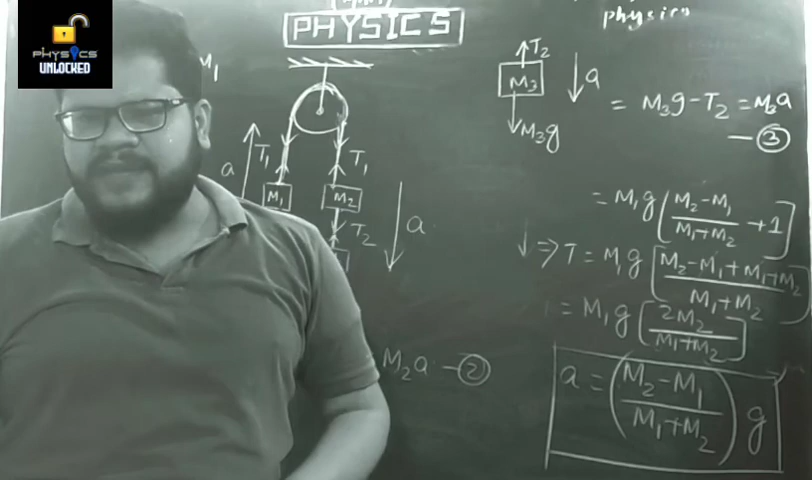 PHYSICS
UNLOCKED
PHYSICS
physics
M₁
a
T₁
T₁
M₁
M₂
T₂
a
T₂
M₃
M₃g
a
= M₃g-T₂=M₃a
—③
= M₁g(M₂-M₁/M₁+M₂ +1]
↓ ⇒ T = M₁g[M₂-M₁+M₁+M₂/M₁+M₂]
= M₁g[2M₂/M₁+M₂]
M₂a —②
a = (M₂-M₁/M₁+M₂)g